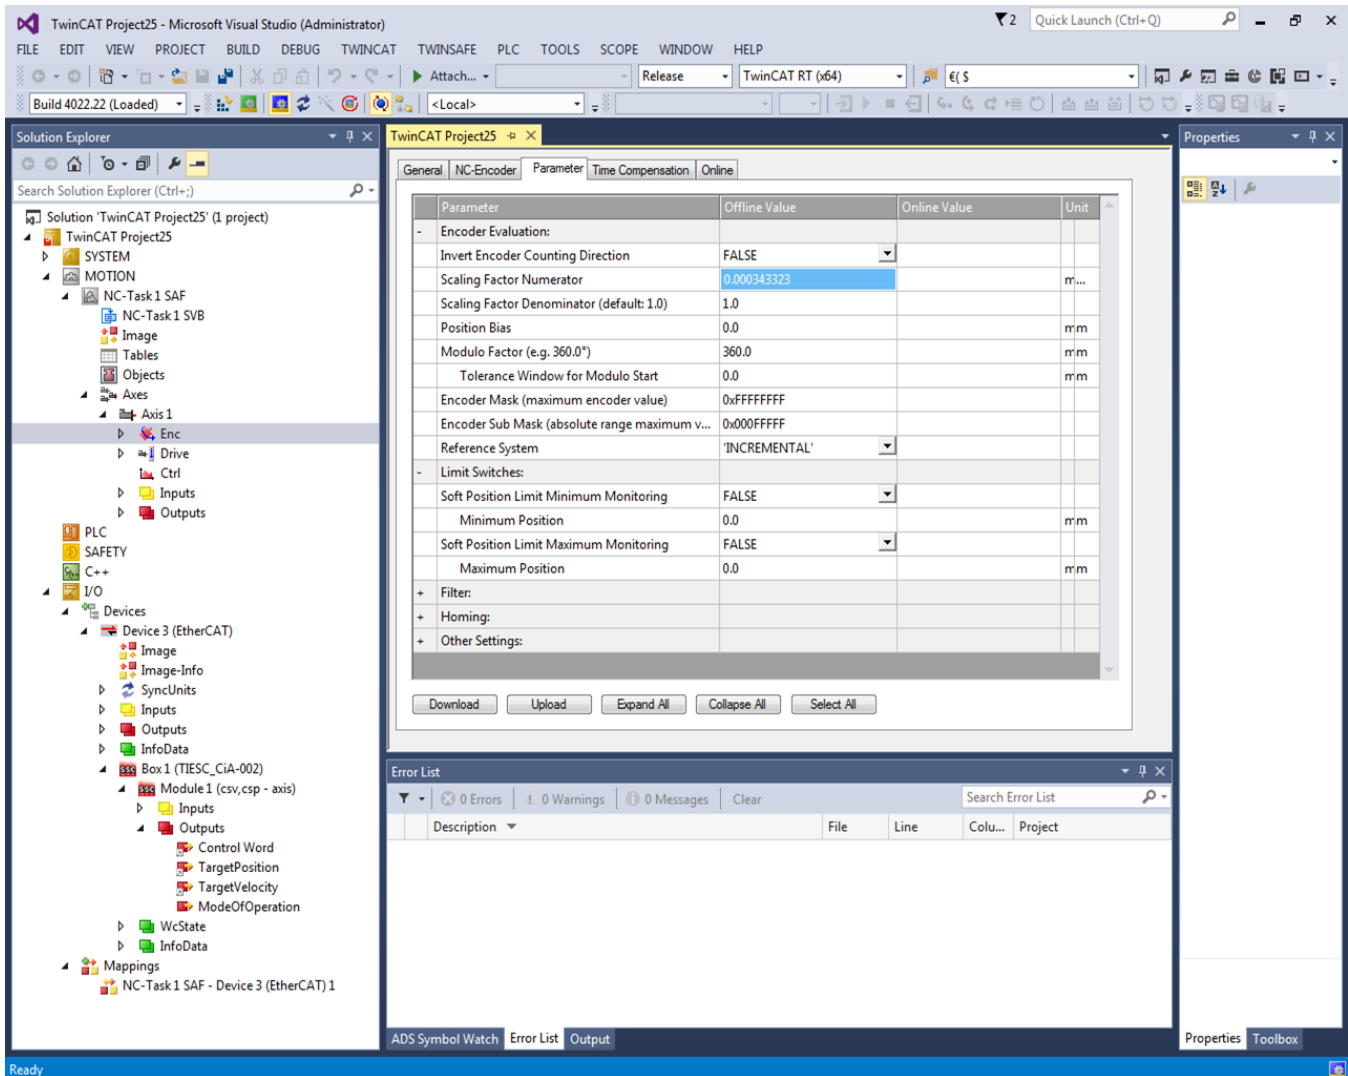 TwinCAT Project25 - Microsoft Visual Studio (Administrator)
2
Quick Launch (Ctrl+Q)
FILE EDIT VIEW PROJECT BUILD DEBUG TWINCAT TWINSAFE PLC TOOLS SCOPE WINDOW HELP
Attach...
Release
TwinCAT RT (x64)
€( $
Build 4022.22 (Loaded)
<Local>
Solution Explorer
Search Solution Explorer (Ctrl+;)
Solution 'TwinCAT Project25' (1 project)
TwinCAT Project25
SYSTEM
MOTION
NC-Task 1 SAF
NC-Task 1 SVB
Image
Tables
Objects
Axes
Axis 1
Enc
Drive
Ctrl
Inputs
Outputs
PLC
SAFETY
C++
I/O
Devices
Device 3 (EtherCAT)
Image
Image-Info
SyncUnits
Inputs
Outputs
InfoData
Box 1 (TIESC_CiA-002)
Module 1 (csv,csp - axis)
Inputs
Outputs
Control Word
TargetPosition
TargetVelocity
ModeOfOperation
WcState
InfoData
Mappings
NC-Task 1 SAF - Device 3 (EtherCAT) 1
TwinCAT Project25
General NC-Encoder Parameter Time Compensation Online
Parameter Offline Value Online Value Unit
- Encoder Evaluation:
Invert Encoder Counting Direction FALSE
Scaling Factor Numerator 0.000343323 m...
Scaling Factor Denominator (default: 1.0) 1.0
Position Bias 0.0 mm
Modulo Factor (e.g. 360.0°) 360.0 mm
Tolerance Window for Modulo Start 0.0 mm
Encoder Mask (maximum encoder value) 0xFFFFFFFF
Encoder Sub Mask (absolute range maximum v... 0x000FFFFF
Reference System 'INCREMENTAL'
- Limit Switches:
Soft Position Limit Minimum Monitoring FALSE
Minimum Position 0.0 mm
Soft Position Limit Maximum Monitoring FALSE
Maximum Position 0.0 mm
+ Filter:
+ Homing:
+ Other Settings:
Download Upload Expand All Collapse All Select All
Error List
0 Errors 0 Warnings 0 Messages Clear
Search Error List
Description File Line Colu... Project
ADS Symbol Watch Error List Output
Properties
Properties Toolbox
Ready